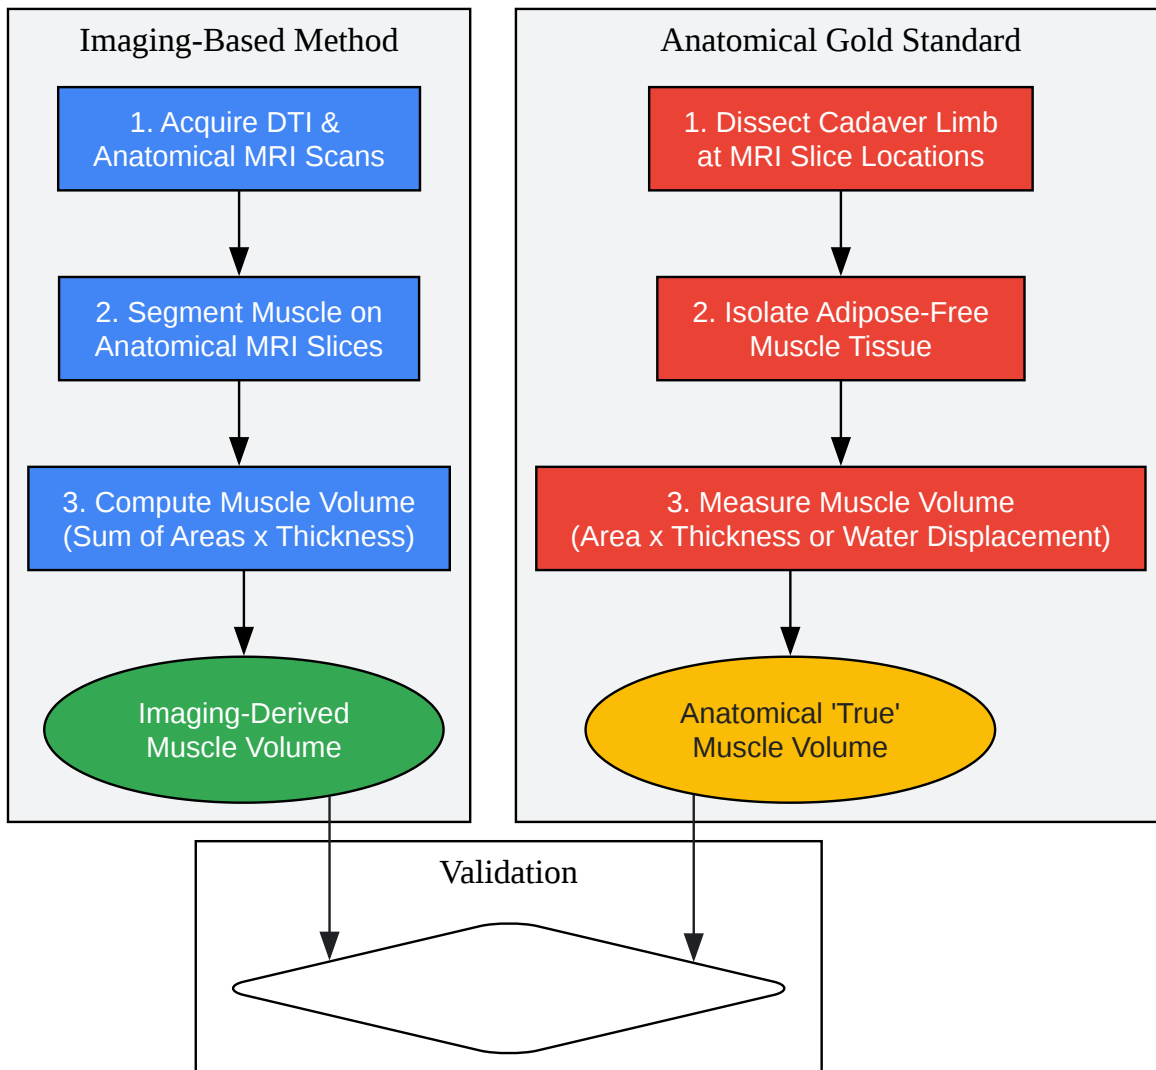 Imaging-Based Method
1. Acquire DTI &
Anatomical MRI Scans
2. Segment Muscle on
Anatomical MRI Slices
3. Compute Muscle Volume
(Sum of Areas x Thickness)
Imaging-Derived
Muscle Volume
Anatomical Gold Standard
1. Dissect Cadaver Limb
at MRI Slice Locations
2. Isolate Adipose-Free
Muscle Tissue
3. Measure Muscle Volume
(Area x Thickness or Water Displacement)
Anatomical 'True'
Muscle Volume
Validation